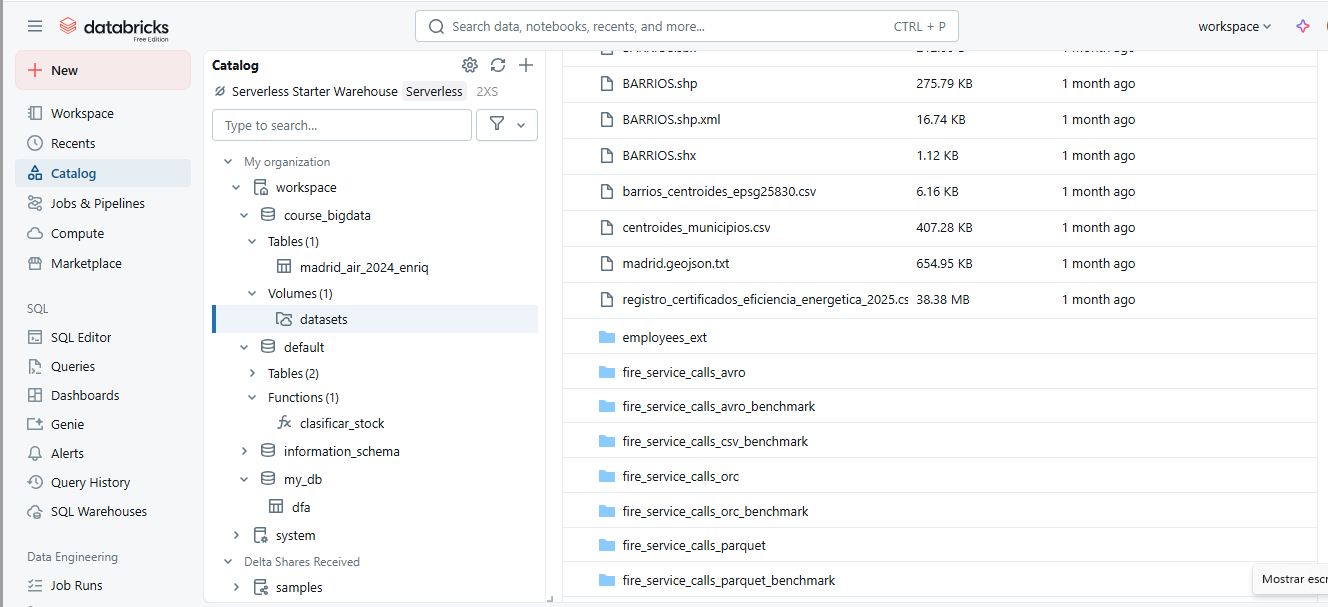 databricks
Free Edition
Search data, notebooks, recents, and more...
CTRL + P
workspace
New
Workspace
Recents
Catalog
Jobs & Pipelines
Compute
Marketplace
SQL
SQL Editor
Queries
Dashboards
Genie
Alerts
Query History
SQL Warehouses
Data Engineering
Job Runs
Catalog
Serverless Starter Warehouse Serverless 2XS
Type to search...
My organization
workspace
course_bigdata
Tables (1)
madrid_air_2024_enriq
Volumes (1)
datasets
default
Tables (2)
Functions (1)
clasificar_stock
information_schema
my_db
dfa
system
Delta Shares Received
samples
BARRIOS.shp 275.79 KB 1 month ago
BARRIOS.shp.xml 16.74 KB 1 month ago
BARRIOS.shx 1.12 KB 1 month ago
barrios_centroides_epsg25830.csv 6.16 KB 1 month ago
centroides_municipios.csv 407.28 KB 1 month ago
madrid.geojson.txt 654.95 KB 1 month ago
registro_certificados_eficiencia_energetica_2025.cs 38.38 MB 1 month ago
employees_ext
fire_service_calls_avro
fire_service_calls_avro_benchmark
fire_service_calls_csv_benchmark
fire_service_calls_orc
fire_service_calls_orc_benchmark
fire_service_calls_parquet
fire_service_calls_parquet_benchmark
Mostrar escr